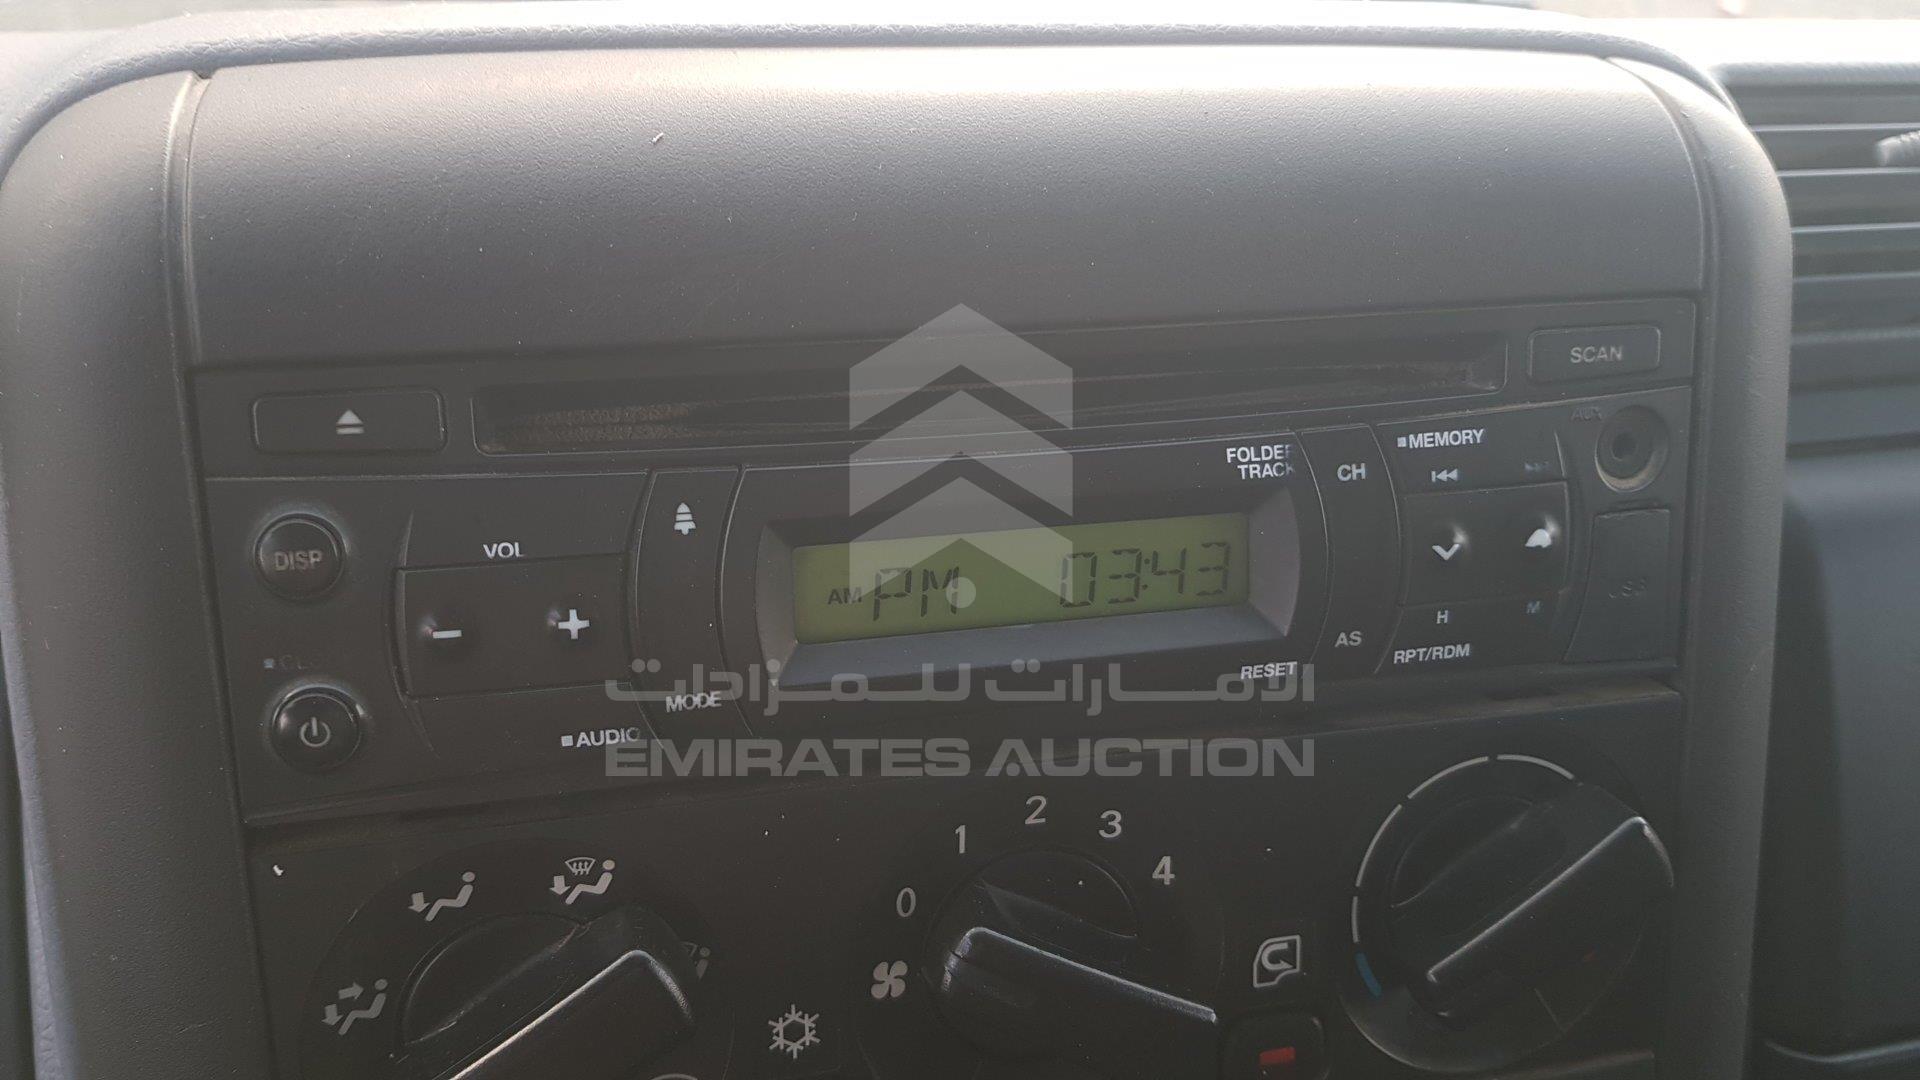 SCAN
AUX
FOLDER
TRACK
CH
MEMORY
DISP
VOL
AM PM 03:43
USB
H
M
AS
RPT/RDM
RESET
MODE
AUDIO
الامارات للمزادات
EMIRATES AUCTION
0
1
2
3
4